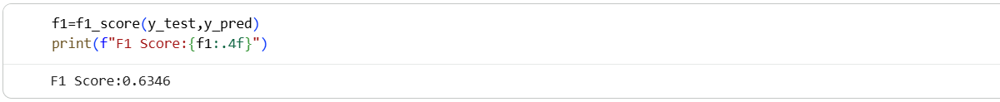 f1=f1_score(y_test,y_pred)
print(f"F1 Score:{f1:.4f}")
F1 Score:0.6346